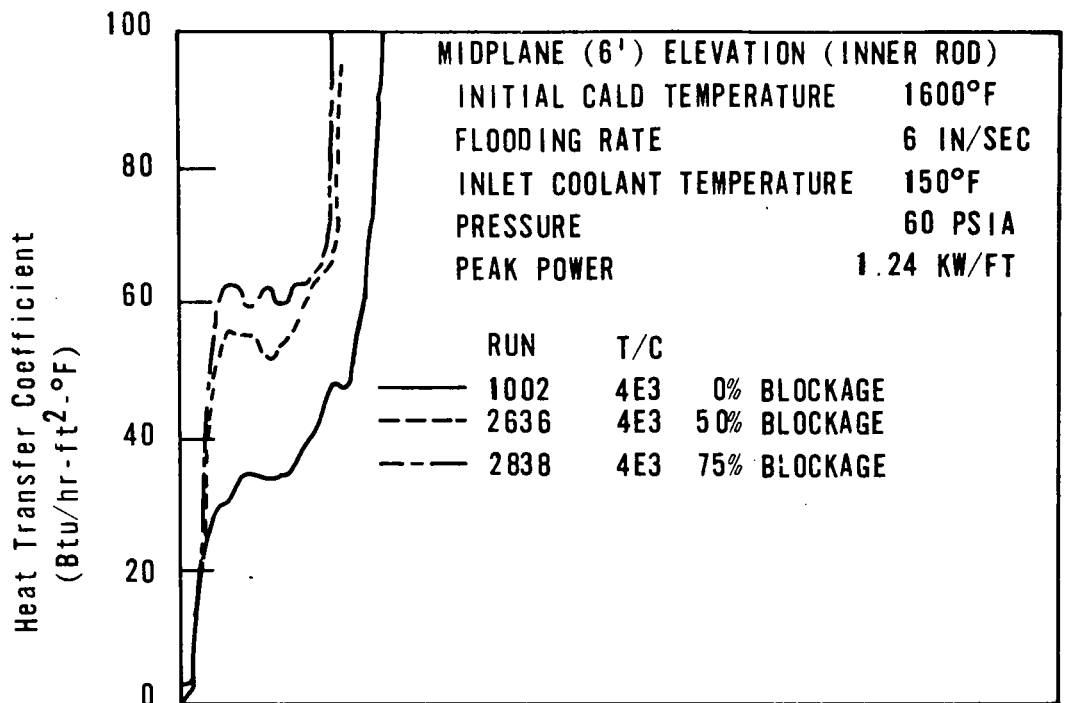 100
80
60
40
20
0
Heat Transfer Coefficient
(Btu/hr-ft²-°F)
MIDPLANE (6') ELEVATION (INNER ROD)
INITIAL CALD TEMPERATURE 1600°F
FLOODING RATE 6 IN/SEC
INLET COOLANT TEMPERATURE 150°F
PRESSURE 60 PSIA
PEAK POWER 1.24 KW/FT
RUN T/C
1002 4E3 0% BLOCKAGE
2636 4E3 50% BLOCKAGE
2838 4E3 75% BLOCKAGE